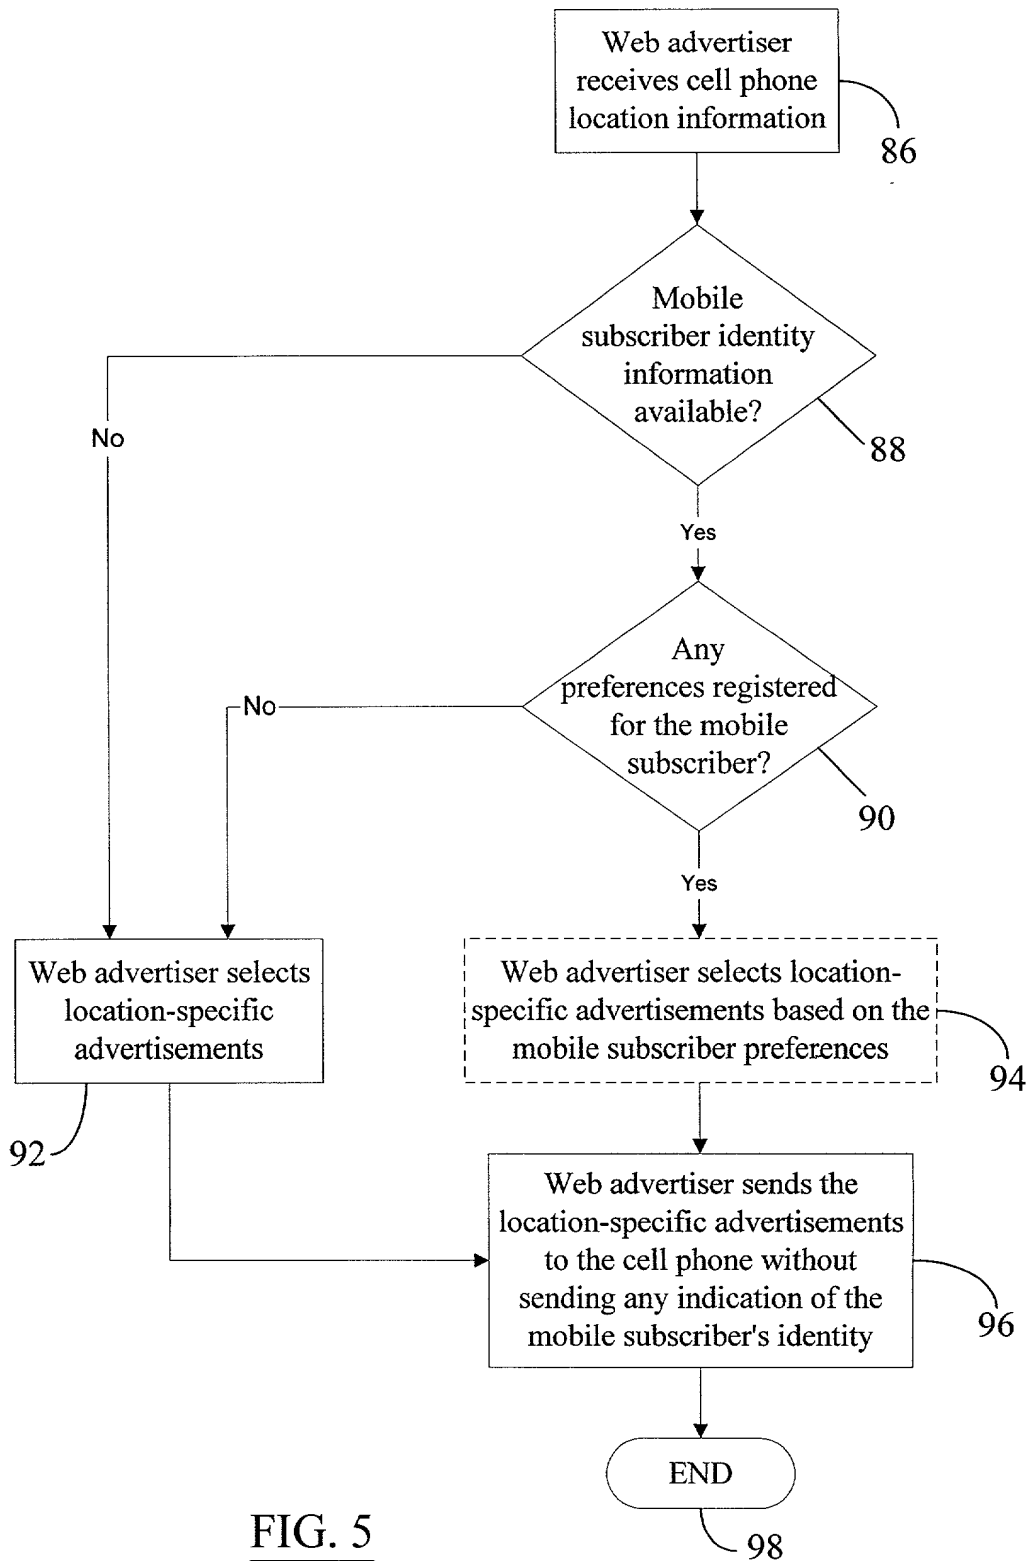 Web advertiser
receives cell phone
location information
86
Mobile
subscriber identity
information
available?
88
No
Yes
Any
preferences registered
for the mobile
subscriber?
90
No
Yes
Web advertiser selects
location-specific
advertisements
92
Web advertiser selects location-
specific advertisements based on the
mobile subscriber preferences
94
Web advertiser sends the
location-specific advertisements
to the cell phone without
sending any indication of the
mobile subscriber's identity
96
END
98
FIG. 5